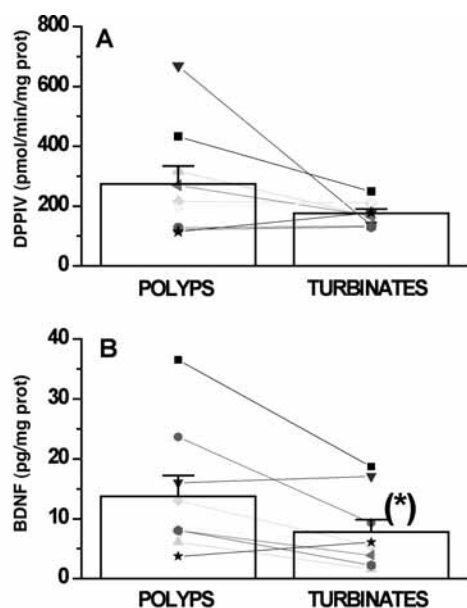 A
DPPIV (pmol/min/mg prot)
800
600
400
200
0
POLYPS TURBINATES
B
BDNF (pg/mg prot)
40
30
20
10
0
(*)
POLYPS TURBINATES